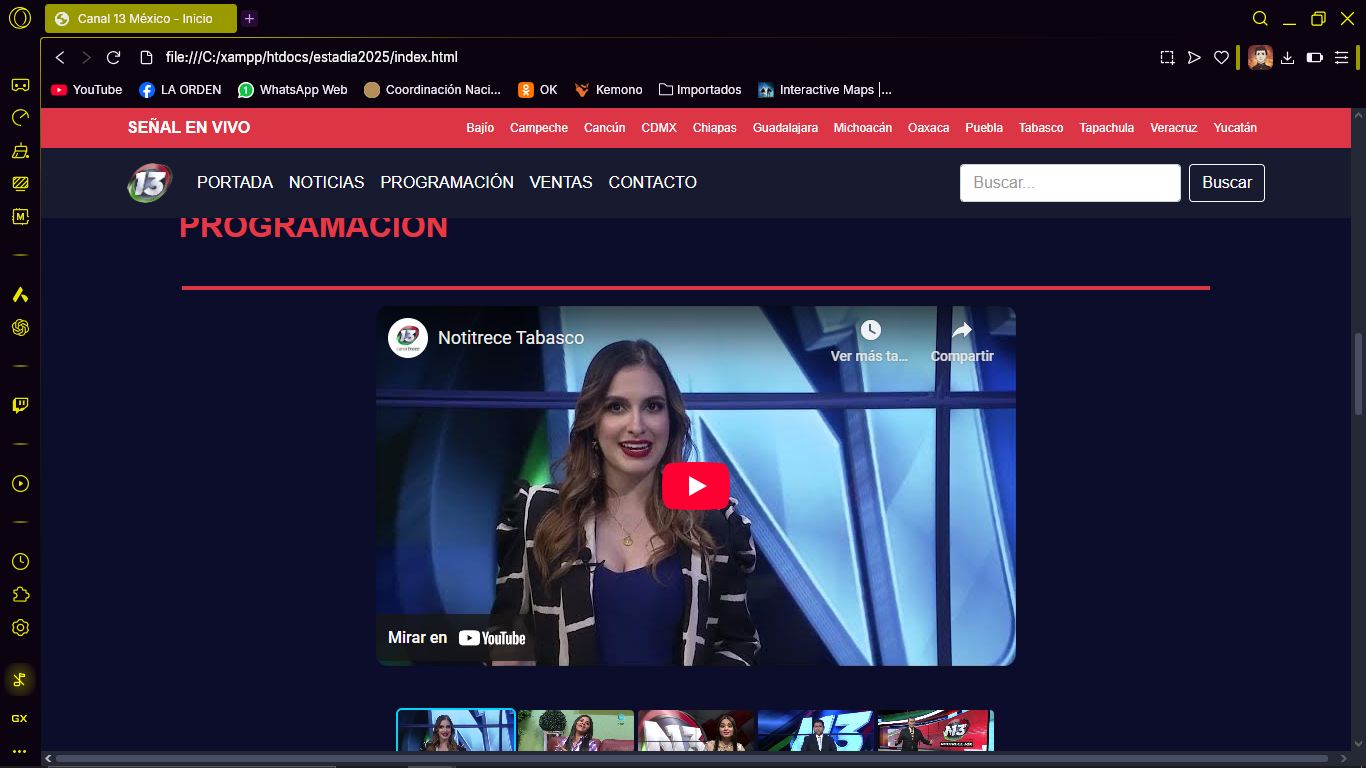 Canal 13 México - Inicio
file:///C:/xampp/htdocs/estadia2025/index.html
YouTube LA ORDEN WhatsApp Web Coordinación Naci... OK Kemono Importados Interactive Maps |...
SEÑAL EN VIVO Bajío Campeche Cancún CDMX Chiapas Guadalajara Michoacán Oaxaca Puebla Tabasco Tapachula Veracruz Yucatán
13 PORTADA NOTICIAS PROGRAMACIÓN VENTAS CONTACTO Buscar... Buscar
PROGRAMACIÓN
13 Notitrece Tabasco
Ver más ta... Compartir
Mirar en YouTube
N13
GX